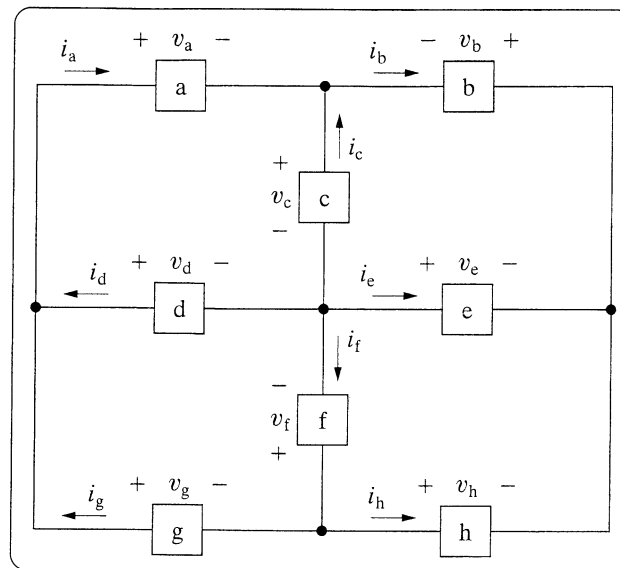 i_a + v_a − i_b − v_b +
a b
i_c
+
v_c c
−
i_d + v_d − i_e + v_e −
d e
i_f
−
v_f f
+
i_g + v_g − i_h + v_h −
g h